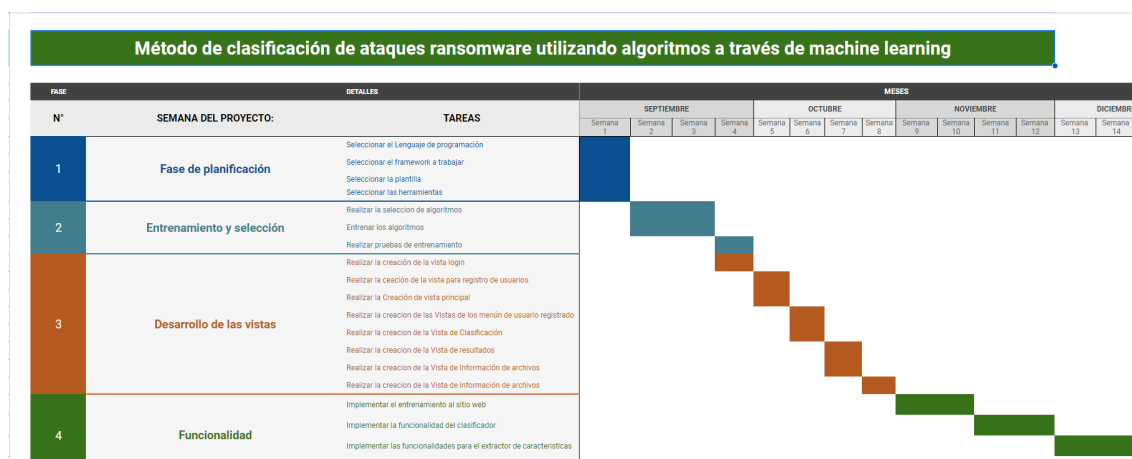 Método de clasificación de ataques ransomware utilizando algoritmos a través de machine learning
FASE DETALLES MESES
N° SEMANA DEL PROYECTO: TAREAS
SEPTIEMBRE OCTUBRE NOVIEMBRE DICIEMBR
Semana 1 Semana 2 Semana 3 Semana 4 Semana 5 Semana 6 Semana 7 Semana 8 Semana 9 Semana 10 Semana 11 Semana 12 Semana 13 Semana 14
1 Fase de planificación
Seleccionar el Lenguaje de programación
Seleccionar el framework a trabajar
Seleccionar la plantilla
Seleccionar las herramientas
2 Entrenamiento y selección
Realizar la seleccion de algoritmos
Entrenar los algoritmos
Realizar pruebas de entrenamiento
3 Desarrollo de las vistas
Realizar la creación de la vista login
Realizar la ceación de la vista para registro de usuarios
Realizar la Creación de vista principal
Realizar la creacion de las Vistas de los menún de usuario registrado
Realizar la creacion de la Vista de Clasificación
Realizar la creacion de la Vista de resultados
Realizar la creacion de la Vista de Información de archivos
Realizar la creacion de la Vista de Información de archivos
4 Funcionalidad
Implementar el entrenamiento al sitio web
Implementar la funcionalidad del clasificador
Implementar las funcionalidades para el extractor de caracteristicas